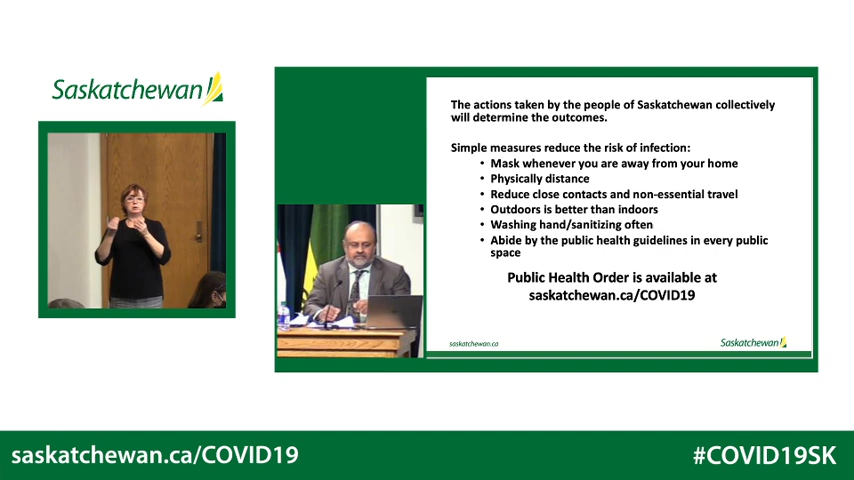 Saskatchewan
The actions taken by the people of Saskatchewan collectively
will determine the outcomes.
Simple measures reduce the risk of infection:
• Mask whenever you are away from your home
• Physically distance
• Reduce close contacts and non-essential travel
• Outdoors is better than indoors
• Washing hand/sanitizing often
• Abide by the public health guidelines in every public
space
Public Health Order is available at
saskatchewan.ca/COVID19
saskatchewan.ca
Saskatchewan
saskatchewan.ca/COVID19
#COVID19SK